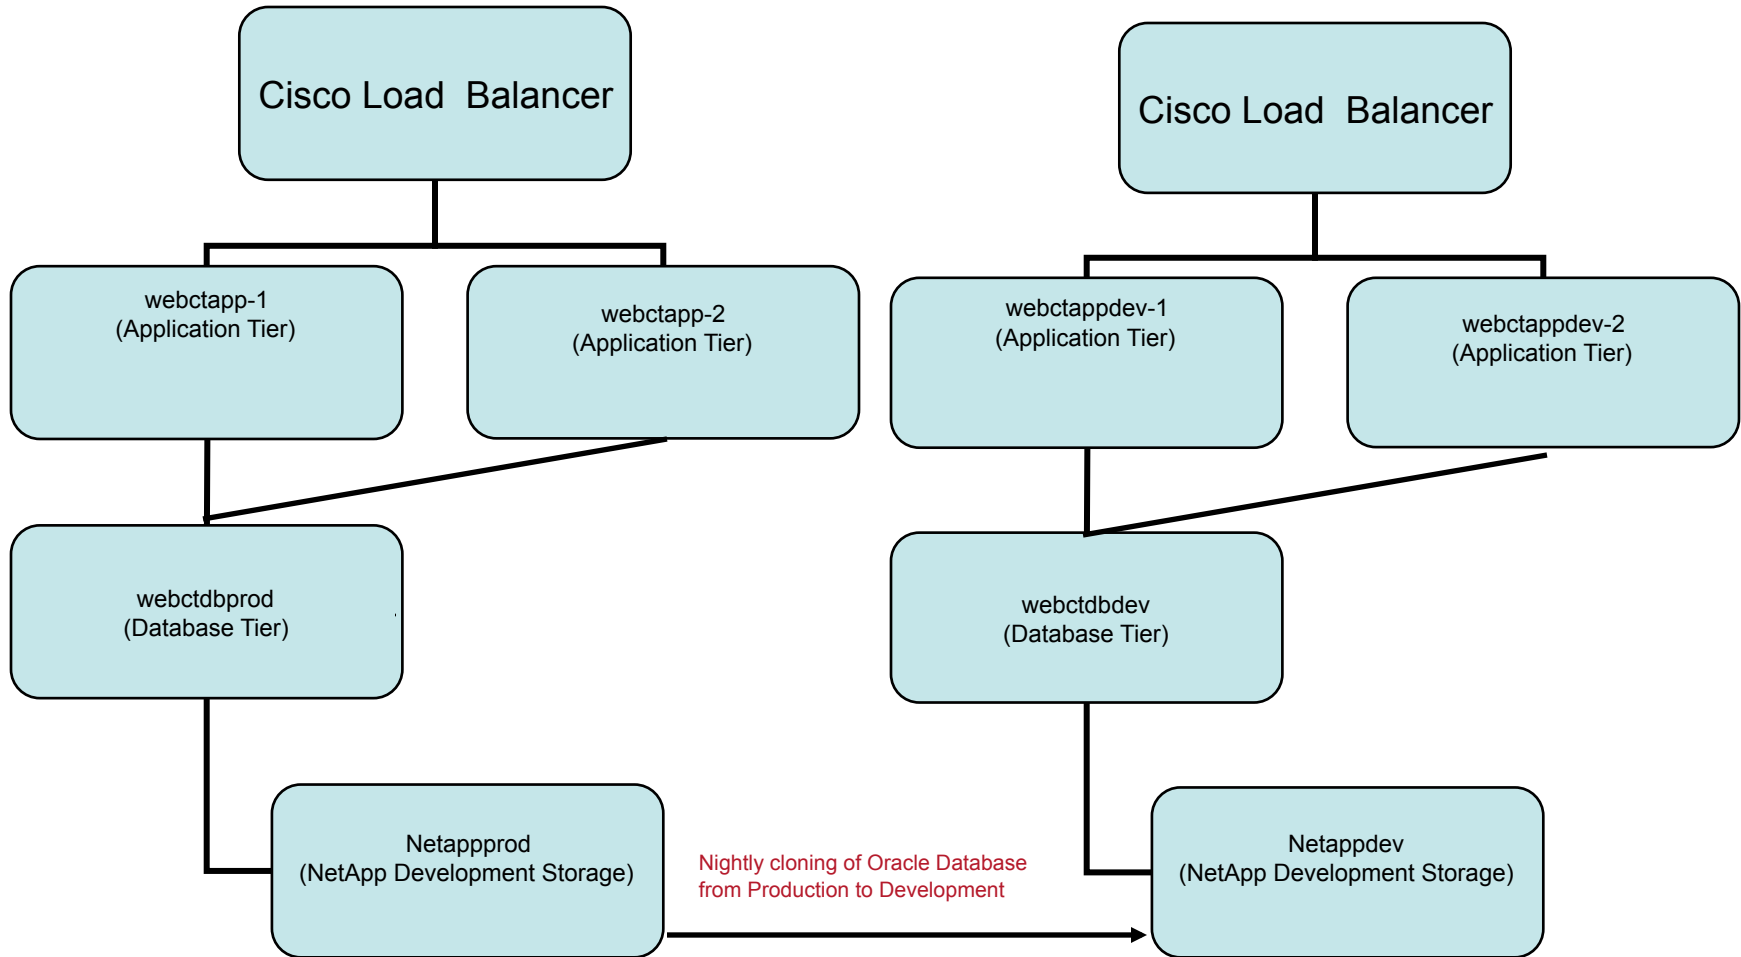 Cisco Load  Balancer
Cisco Load  Balancer
webctapp-1
(Application Tier)
webctapp-2
(Application Tier)
webctappdev-1
(Application Tier)
webctappdev-2
(Application Tier)
webctdbprod
(Database Tier)
webctdbdev
(Database Tier)
Netappprod
(NetApp Development Storage)
Nightly cloning of Oracle Database
from Production to Development
Netappdev
(NetApp Development Storage)